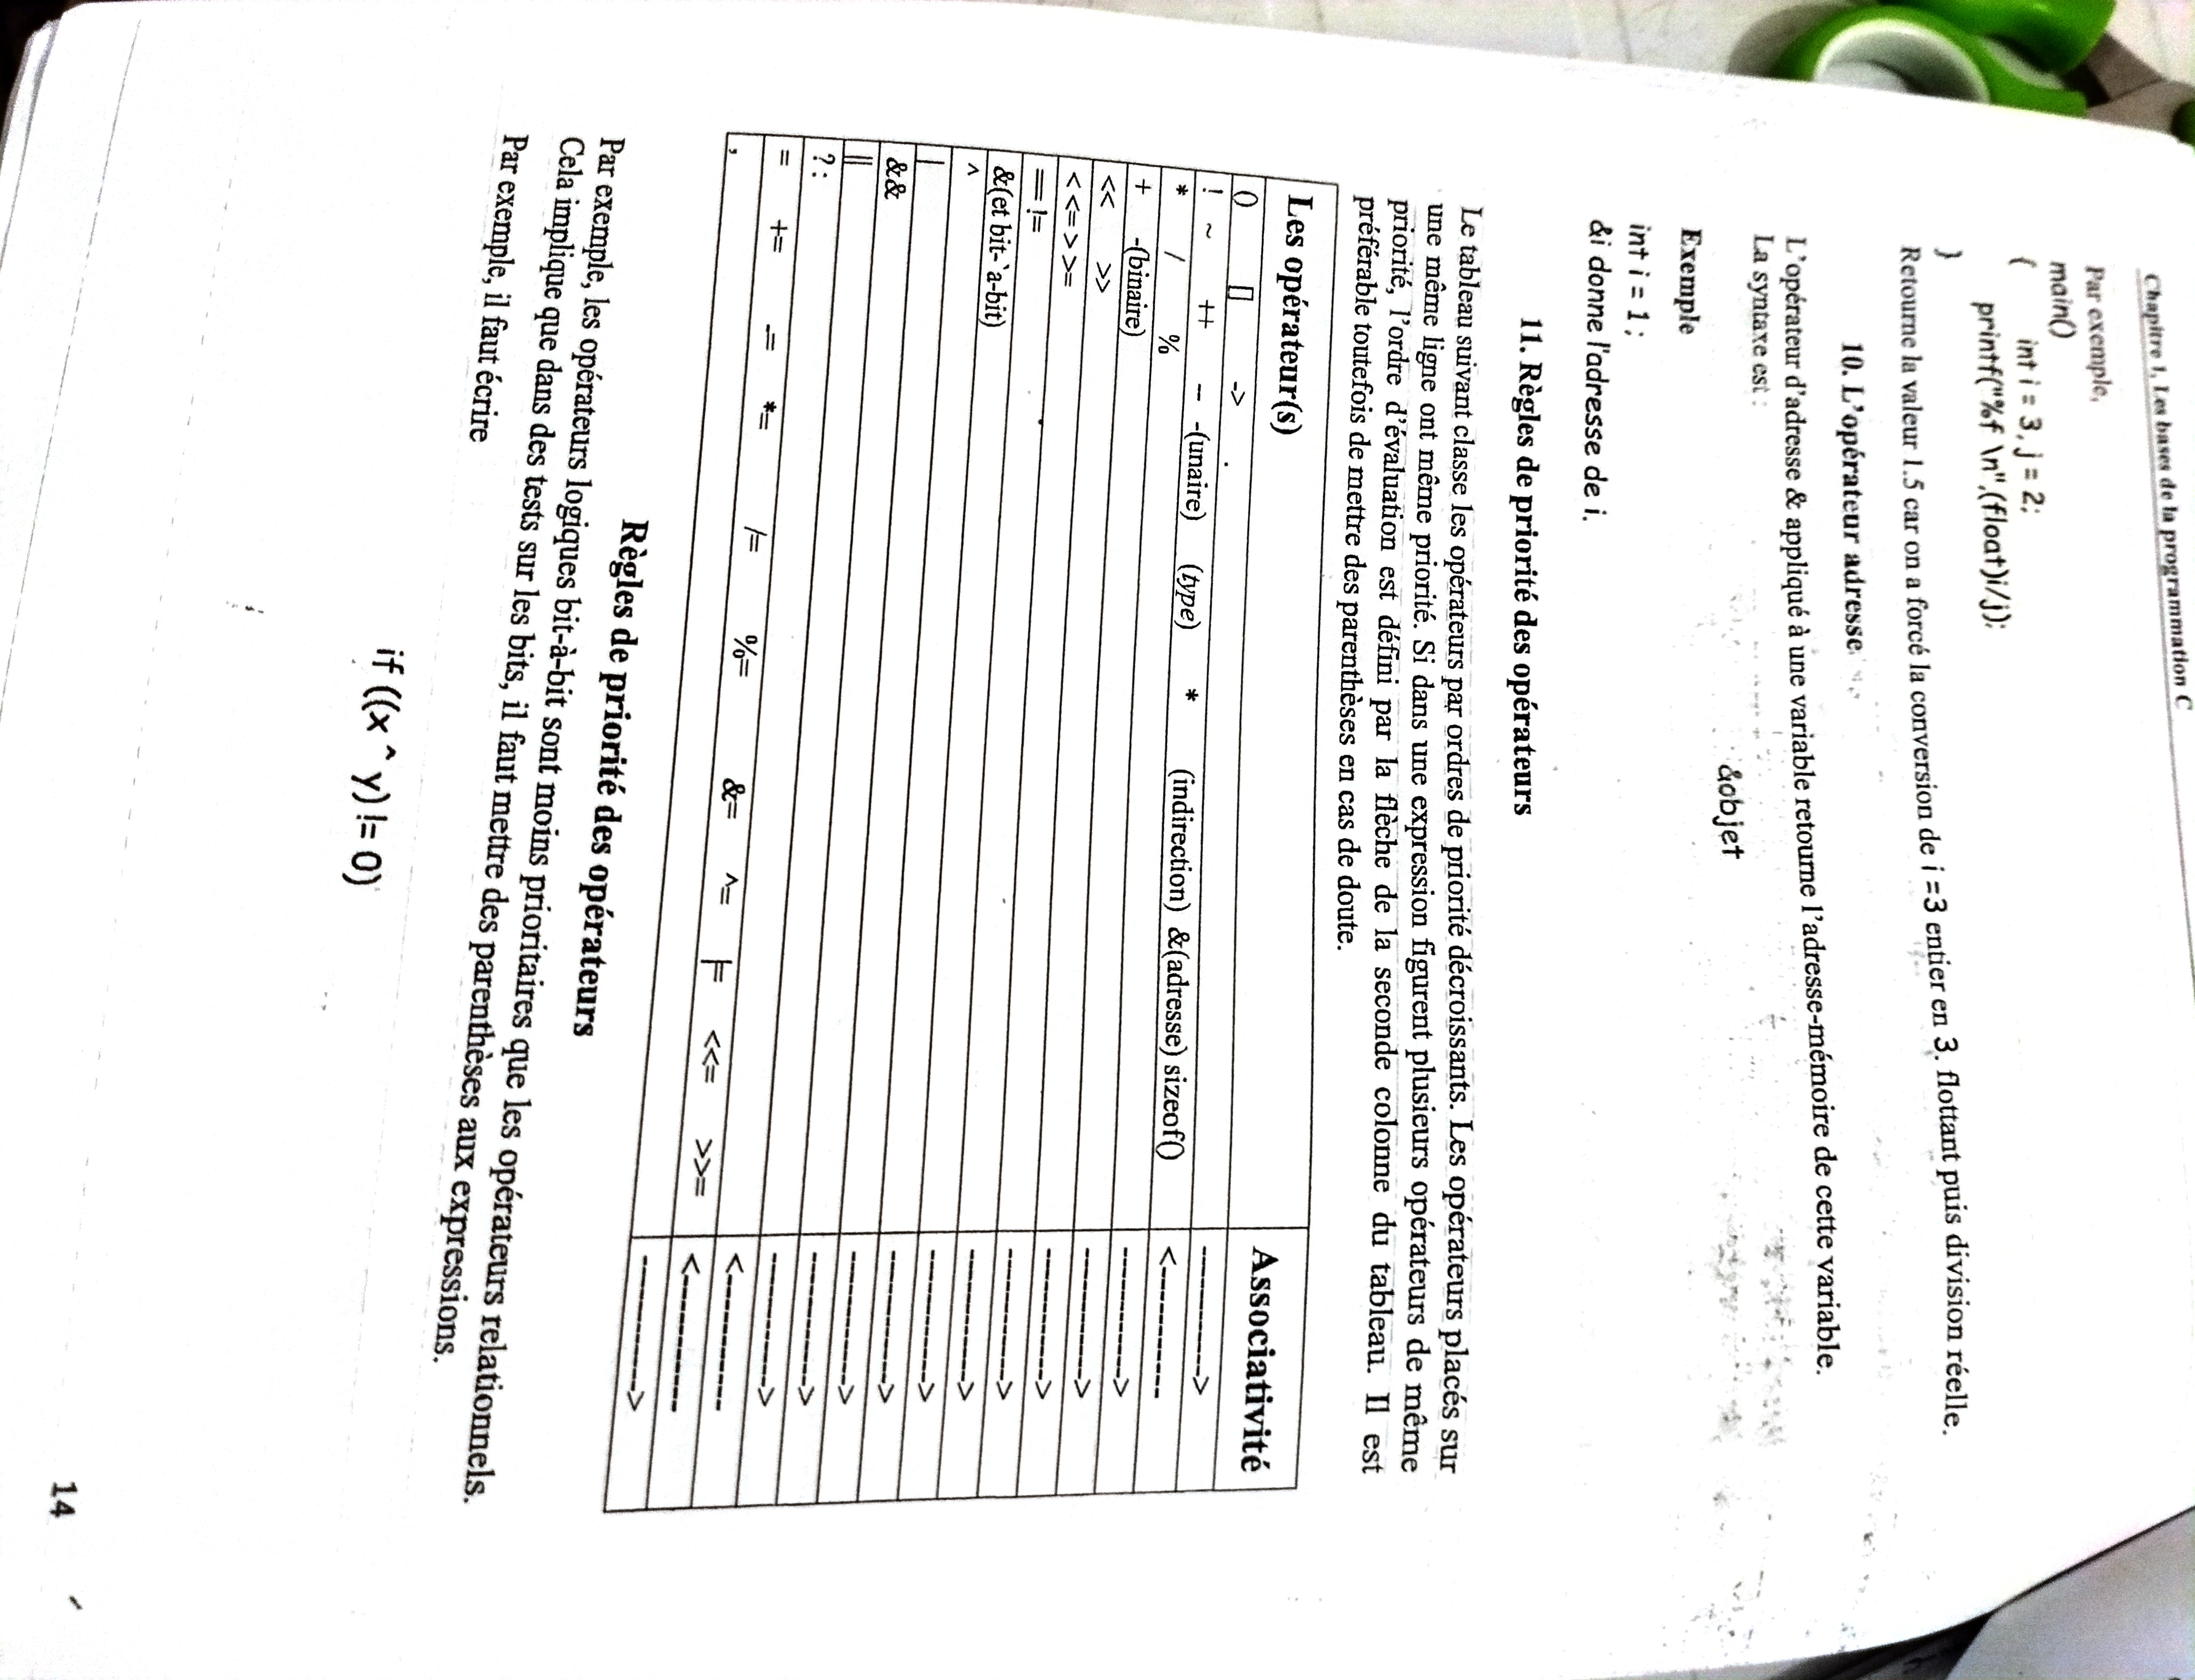 Chapitre 1. Les bases de la programmation C
Par exemple,
main()
{ int i = 3, j = 2;
printf("%f \n",(float)i/j);
}
Retourne la valeur 1.5 car on a forcé la conversion de i =3 entier en 3. flottant puis division réelle.
10. L'opérateur adresse
L'opérateur d'adresse & appliqué à une variable retourne l'adresse-mémoire de cette variable.
La syntaxe est :
&objet
Exemple
int i = 1 ;
&i donne l'adresse de i.
11. Règles de priorité des opérateurs
Le tableau suivant classe les opérateurs par ordres de priorité décroissants. Les opérateurs placés sur
une même ligne ont même priorité. Si dans une expression figurent plusieurs opérateurs de même
priorité, l'ordre d'évaluation est défini par la flèche de la seconde colonne du tableau. Il est
préférable toutefois de mettre des parenthèses en cas de doute.
Les opérateur(s) Associativité
() [] -> ----------->
! ~ ++ -- -(unaire) (type) * (indirection) &(adresse) sizeof() <-----------
* / % ----------->
+ -(binaire) ----------->
<< >> ----------->
< <= > >= ----------->
== != ----------->
&(et bit-`a-bit) ----------->
^ ----------->
| ----------->
&& ----------->
|| ----------->
?: <-----------
= += -= *= /= %= &= ^= |= <<= >>= <-----------
, ----------->
Règles de priorité des opérateurs
Par exemple, les opérateurs logiques bit-à-bit sont moins prioritaires que les opérateurs relationnels.
Cela implique que dans des tests sur les bits, il faut mettre des parenthèses aux expressions.
Par exemple, il faut écrire
if ((x ^ y) != 0)
14